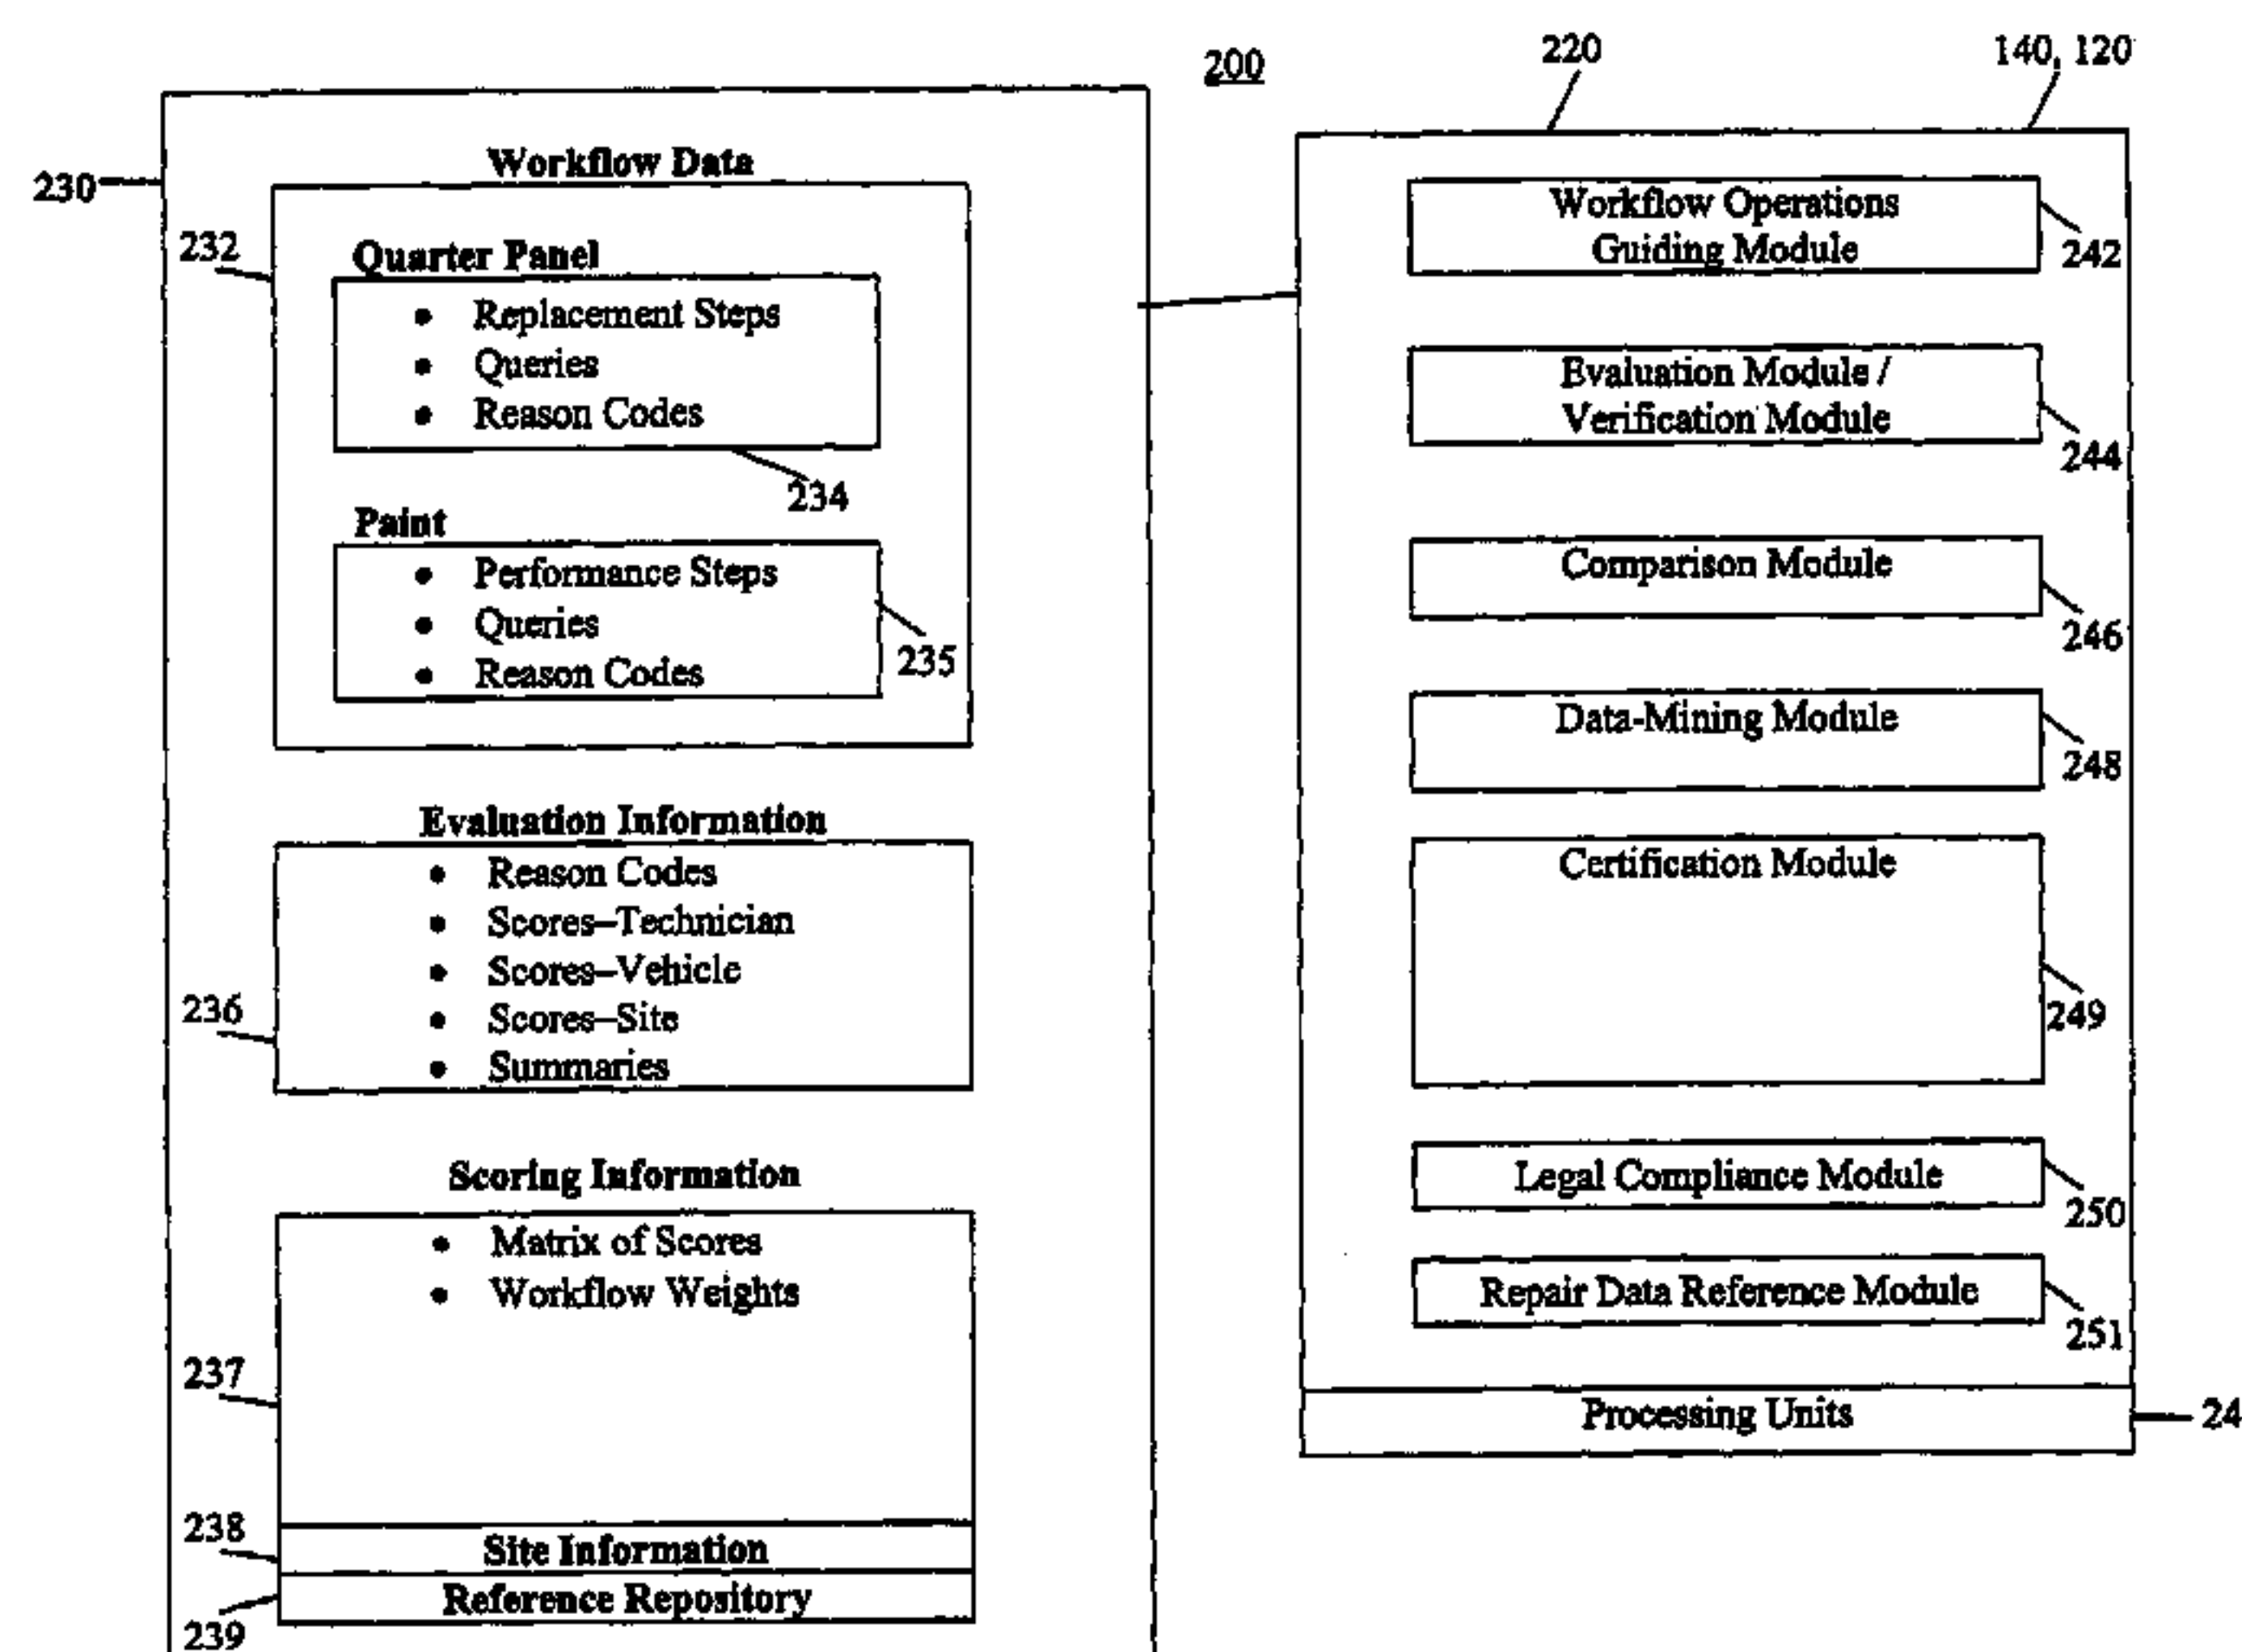 200
220
140, 120
230
Workflow Data
232
Quarter Panel
• Replacement Steps
• Queries
• Reason Codes
234
Paint
• Performance Steps
• Queries
• Reason Codes
235
Evaluation Information
236
• Reason Codes
• Scores–Technician
• Scores–Vehicle
• Scores–Site
• Summaries
Scoring Information
• Matrix of Scores
• Workflow Weights
237
238
Site Information
Reference Repository
239
Workflow Operations
Guiding Module
242
Evaluation Module /
Verification Module
244
Comparison Module
246
Data-Mining Module
248
Certification Module
249
Legal Compliance Module
250
Repair Data Reference Module
251
Processing Units
24